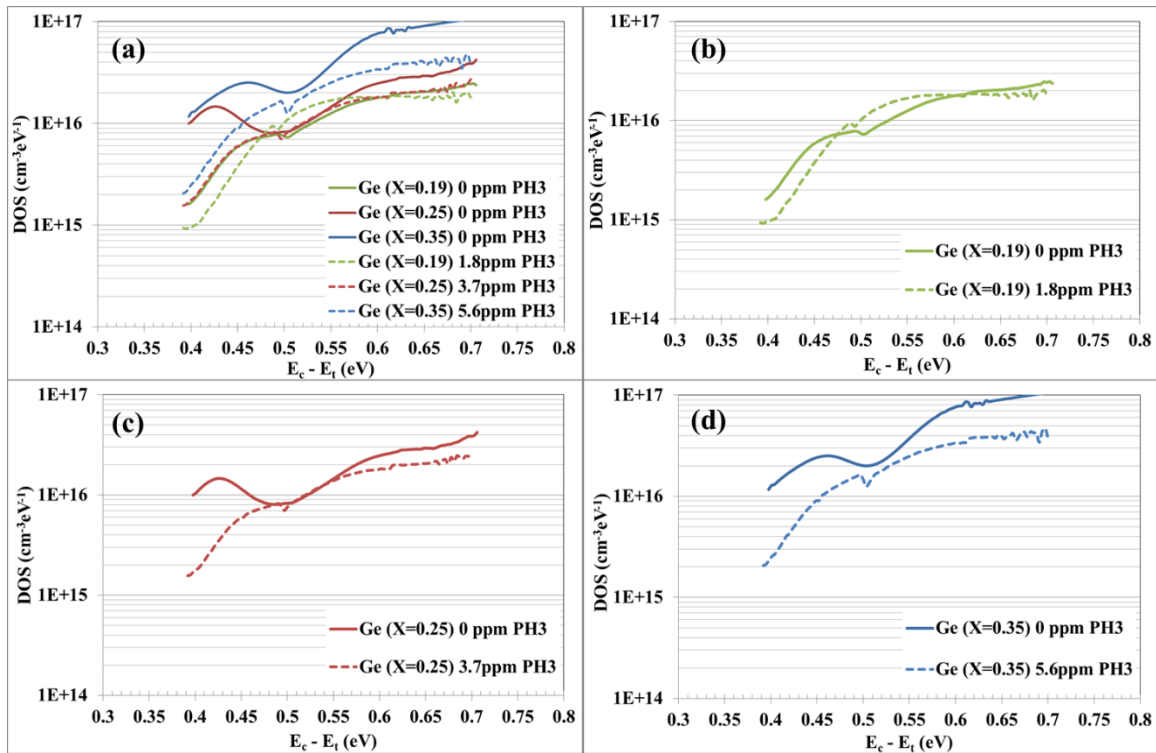 (a)
DOS (cm-3eV-1)
1E+17
1E+16
1E+15
1E+14
Ge (X=0.19) 0 ppm PH3
Ge (X=0.25) 0 ppm PH3
Ge (X=0.35) 0 ppm PH3
Ge (X=0.19) 1.8ppm PH3
Ge (X=0.25) 3.7ppm PH3
Ge (X=0.35) 5.6ppm PH3
0.3 0.35 0.4 0.45 0.5 0.55 0.6 0.65 0.7 0.75 0.8
Ec - Et (eV)
(b)
DOS (cm-3eV-1)
1E+17
1E+16
1E+15
1E+14
Ge (X=0.19) 0 ppm PH3
Ge (X=0.19) 1.8ppm PH3
0.3 0.35 0.4 0.45 0.5 0.55 0.6 0.65 0.7 0.75 0.8
Ec - Et (eV)
(c)
DOS (cm-3eV-1)
1E+17
1E+16
1E+15
1E+14
Ge (X=0.25) 0 ppm PH3
Ge (X=0.25) 3.7ppm PH3
0.3 0.35 0.4 0.45 0.5 0.55 0.6 0.65 0.7 0.75 0.8
Ec - Et (eV)
(d)
DOS (cm-3eV-1)
1E+17
1E+16
1E+15
1E+14
Ge (X=0.35) 0 ppm PH3
Ge (X=0.35) 5.6ppm PH3
0.3 0.35 0.4 0.45 0.5 0.55 0.6 0.65 0.7 0.75 0.8
Ec - Et (eV)